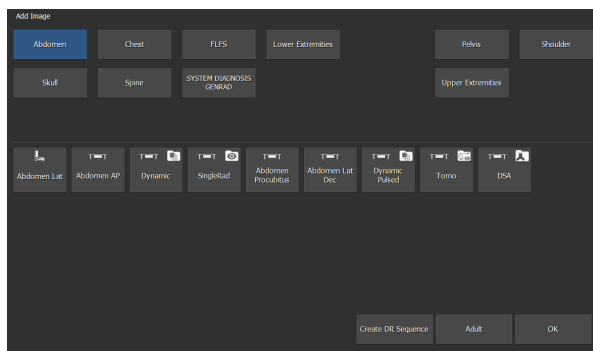 Add Image
Abdomen
Chest
FLFS
Lower Extremities
Pelvis
Shoulder
Skull
Spine
SYSTEM DIAGNOSIS
GENRAD
Upper Extremities
Abdomen Lat
Abdomen AP
Dynamic
SingleRad
Abdomen
Procubitus
Abdomen Lat
Dec
Dynamic
Pulsed
Tomo
DSA
Create DR Sequence
Adult
OK